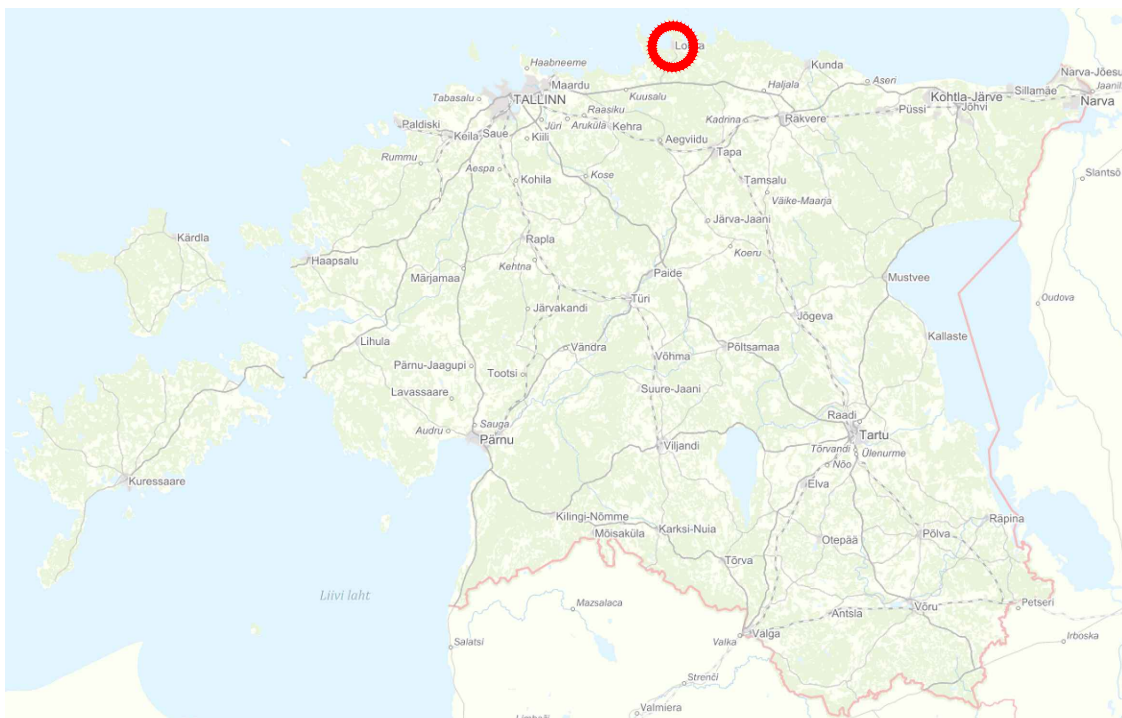 Loksa
Haabneeme
Maardu
Kunda
Narva-Jõesu
Aseri
Haljala
Kuusalu
Tabasalu
TALLINN
Kohtla-Järve
Sillamäe
Jaanil
Narva
Raasiku
Jõhvi
Püssi
Paldiski
Keila
Saue
Jüri
Aruküla
Kehra
Kadrina
Rakvere
Kiili
Aegviidu
Tapa
Rummu
Aespa
Kohila
Kose
Tamsalu
Slantsõ
Väike-Maarja
Järva-Jaani
Kärdla
Rapla
Koeru
Haapsalu
Kehtna
Märjamaa
Paide
Mustvee
Türi
Oudova
Järvakandi
Jõgeva
Lihula
Kallaste
Vändra
Võhma
Põltsamaa
Pärnu-Jaagupi
Tootsi
Lavassaare
Suure-Jaani
Raadi
Sauga
Audru
Pärnu
Tartu
Viljandi
Tõrvandi
Ülenurme
Nõo
Kuressaare
Elva
Kilingi-Nõmme
Räpina
Mõisaküla
Karksi-Nuia
Otepää
Põlva
Tõrva
Liivi laht
Mazsalaca
Antsla
Võru
Petseri
Salatsi
Valka
Valga
Irboska
Strenči
Valmiera